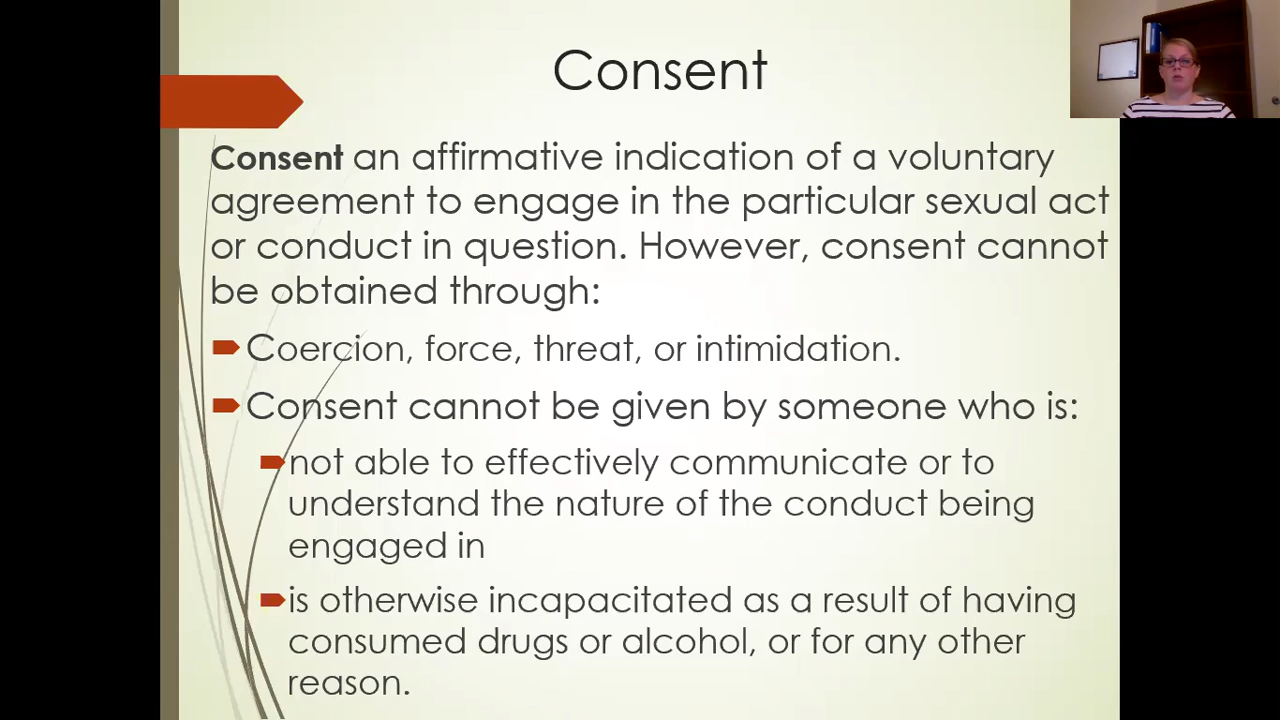 Consent
Consent an affirmative indication of a voluntary
agreement to engage in the particular sexual act
or conduct in question. However, consent cannot
be obtained through:
Coercion, force, threat, or intimidation.
Consent cannot be given by someone who is:
not able to effectively communicate or to
understand the nature of the conduct being
engaged in
is otherwise incapacitated as a result of having
consumed drugs or alcohol, or for any other
reason.